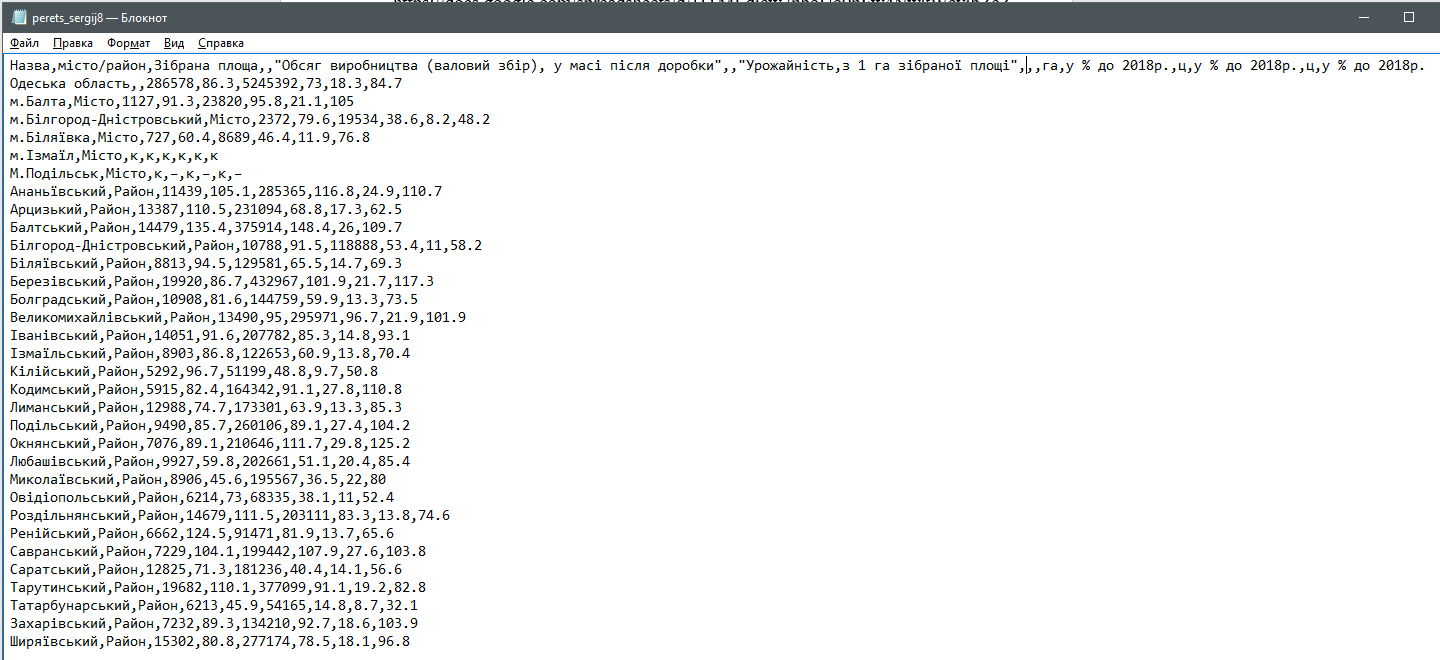 perets_sergij8 — Блокнот
Файл Правка Формат Вид Справка
Назва,місто/район,Зібрана площа,,"Обсяг виробництва (валовий збір), у масі після доробки",,"Урожайність,з 1 га зібраної площі",,,,га,у % до 2018р.,ц,у % до 2018р.,ц,у % до 2018р.
Одеська область,,286578,86.3,5245392,73,18.3,84.7
м.Балта,Місто,1127,91.3,23820,95.8,21.1,105
м.Білгород-Дністровський,Місто,2372,79.6,19534,38.6,8.2,48.2
м.Біляївка,Місто,727,60.4,8689,46.4,11.9,76.8
м.Ізмаїл,Місто,к,к,к,к,к,к
М.Подільськ,Місто,к,–,к,–,к,–
Ананьївський,Район,11439,105.1,285365,116.8,24.9,110.7
Арцизький,Район,13387,110.5,231094,68.8,17.3,62.5
Балтський,Район,14479,135.4,375914,148.4,26,109.7
Білгород-Дністровський,Район,10788,91.5,118888,53.4,11,58.2
Біляївський,Район,8813,94.5,129581,65.5,14.7,69.3
Березівський,Район,19920,86.7,432967,101.9,21.7,117.3
Болградський,Район,10908,81.6,144759,59.9,13.3,73.5
Великомихайлівський,Район,13490,95,295971,96.7,21.9,101.9
Іванівський,Район,14051,91.6,207782,85.3,14.8,93.1
Ізмаїльський,Район,8903,86.8,122653,60.9,13.8,70.4
Кілійський,Район,5292,96.7,51199,48.8,9.7,50.8
Кодимський,Район,5915,82.4,164342,91.1,27.8,110.8
Лиманський,Район,12988,74.7,173301,63.9,13.3,85.3
Подільський,Район,9490,85.7,260106,89.1,27.4,104.2
Окнянський,Район,7076,89.1,210646,111.7,29.8,125.2
Любашівський,Район,9927,59.8,202661,51.1,20.4,85.4
Миколаївський,Район,8906,45.6,195567,36.5,22,80
Овідіопольський,Район,6214,73,68335,38.1,11,52.4
Роздільнянський,Район,14679,111.5,203111,83.3,13.8,74.6
Ренійський,Район,6662,124.5,91471,81.9,13.7,65.6
Савранський,Район,7229,104.1,199442,107.9,27.6,103.8
Саратський,Район,12825,71.3,181236,40.4,14.1,56.6
Тарутинський,Район,19682,110.1,377099,91.1,19.2,82.8
Татарбунарський,Район,6213,45.9,54165,14.8,8.7,32.1
Захарівський,Район,7232,89.3,134210,92.7,18.6,103.9
Ширяївський,Район,15302,80.8,277174,78.5,18.1,96.8